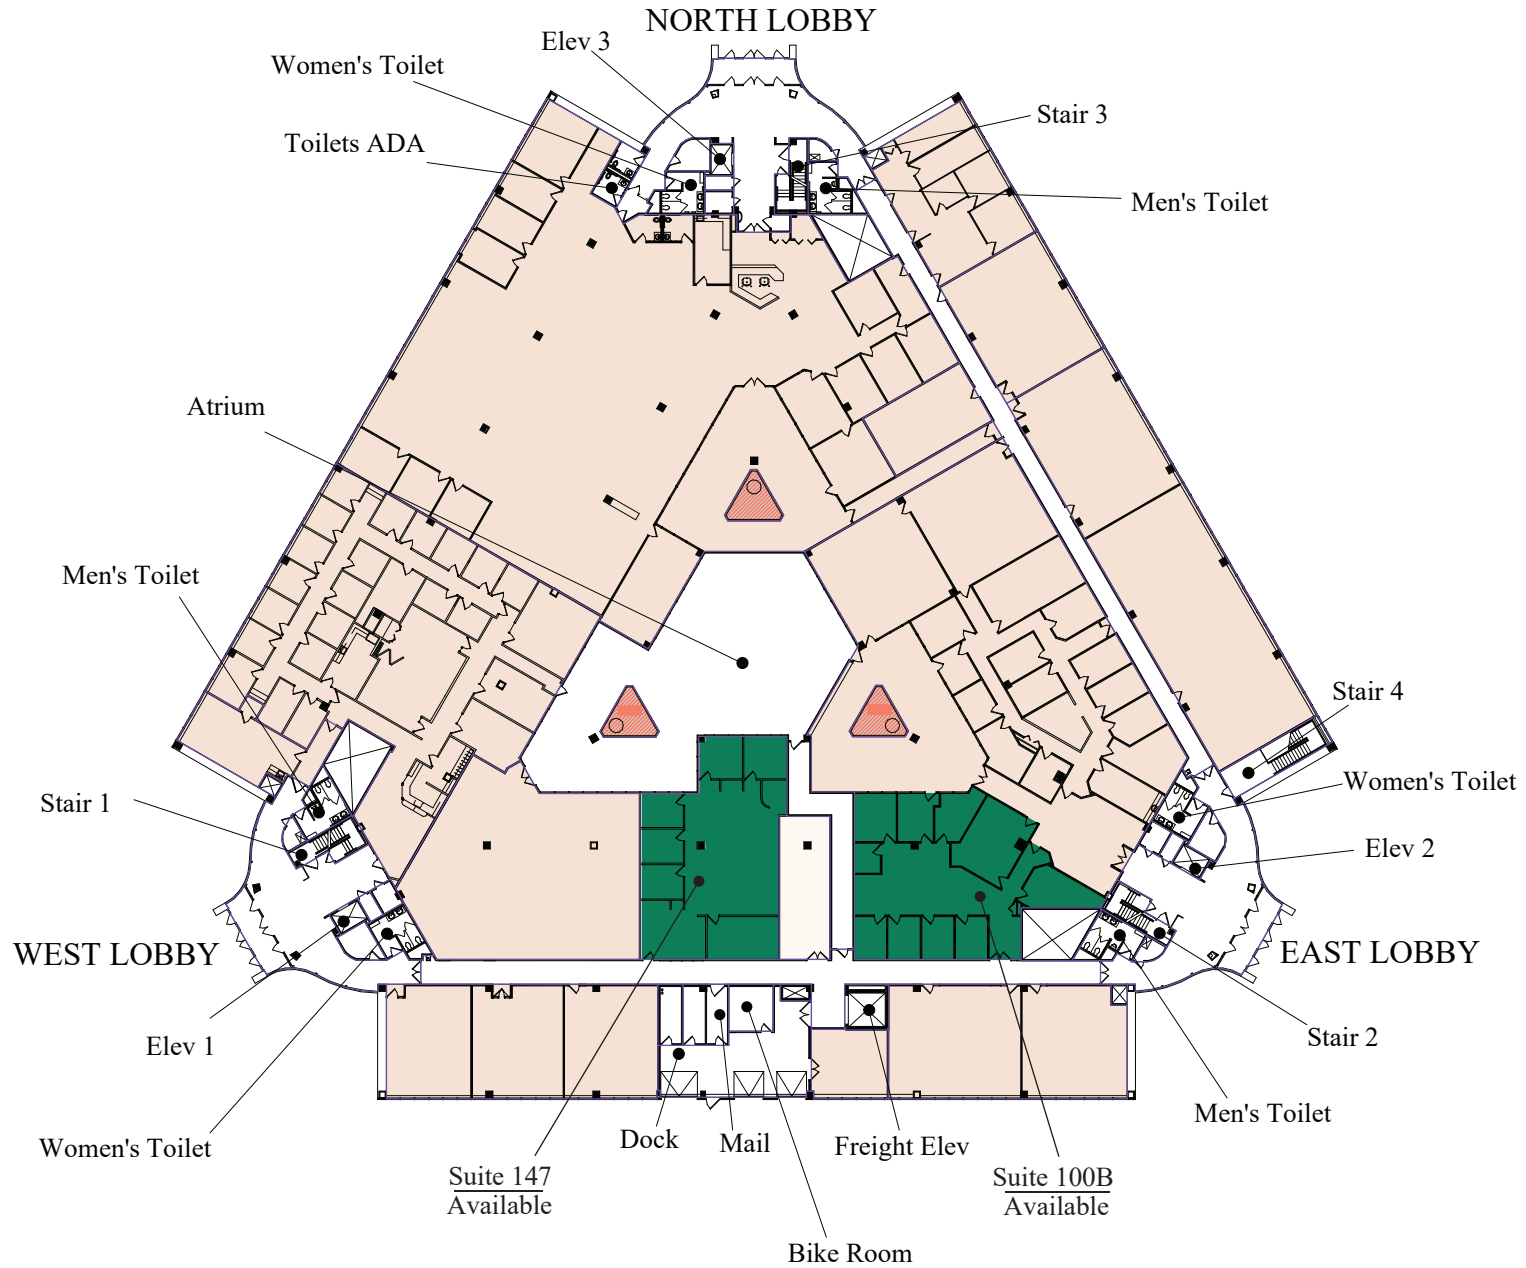 NORTH LOBBY
Elev 3
Women's Toilet
Stair 3
Toilets ADA
Men's Toilet
Atrium
Men's Toilet
Stair 4
Women's Toilet
Stair 1
Elev 2
WEST LOBBY
EAST LOBBY
Elev 1
Stair 2
Men's Toilet
Women's Toilet
Dock
Mail
Freight Elev
Suite 147
Available
Suite 100B
Available
Bike Room